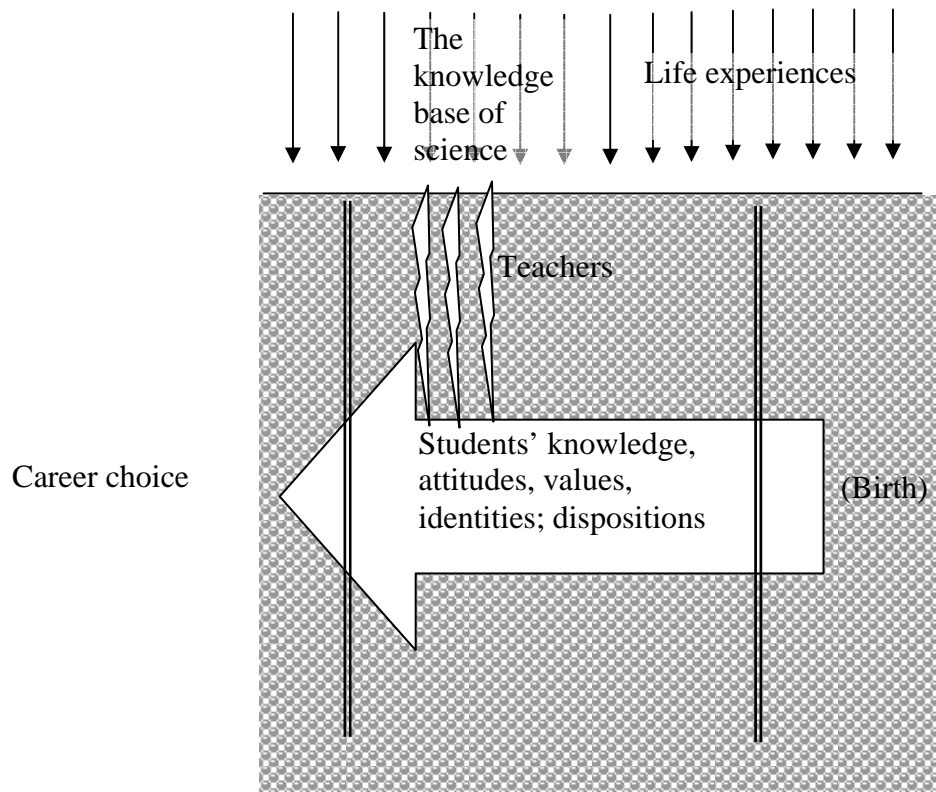 The
knowledge
base of
science
Life experiences
Teachers
Students’ knowledge,
attitudes, values,
identities; dispositions
Career choice
(Birth)